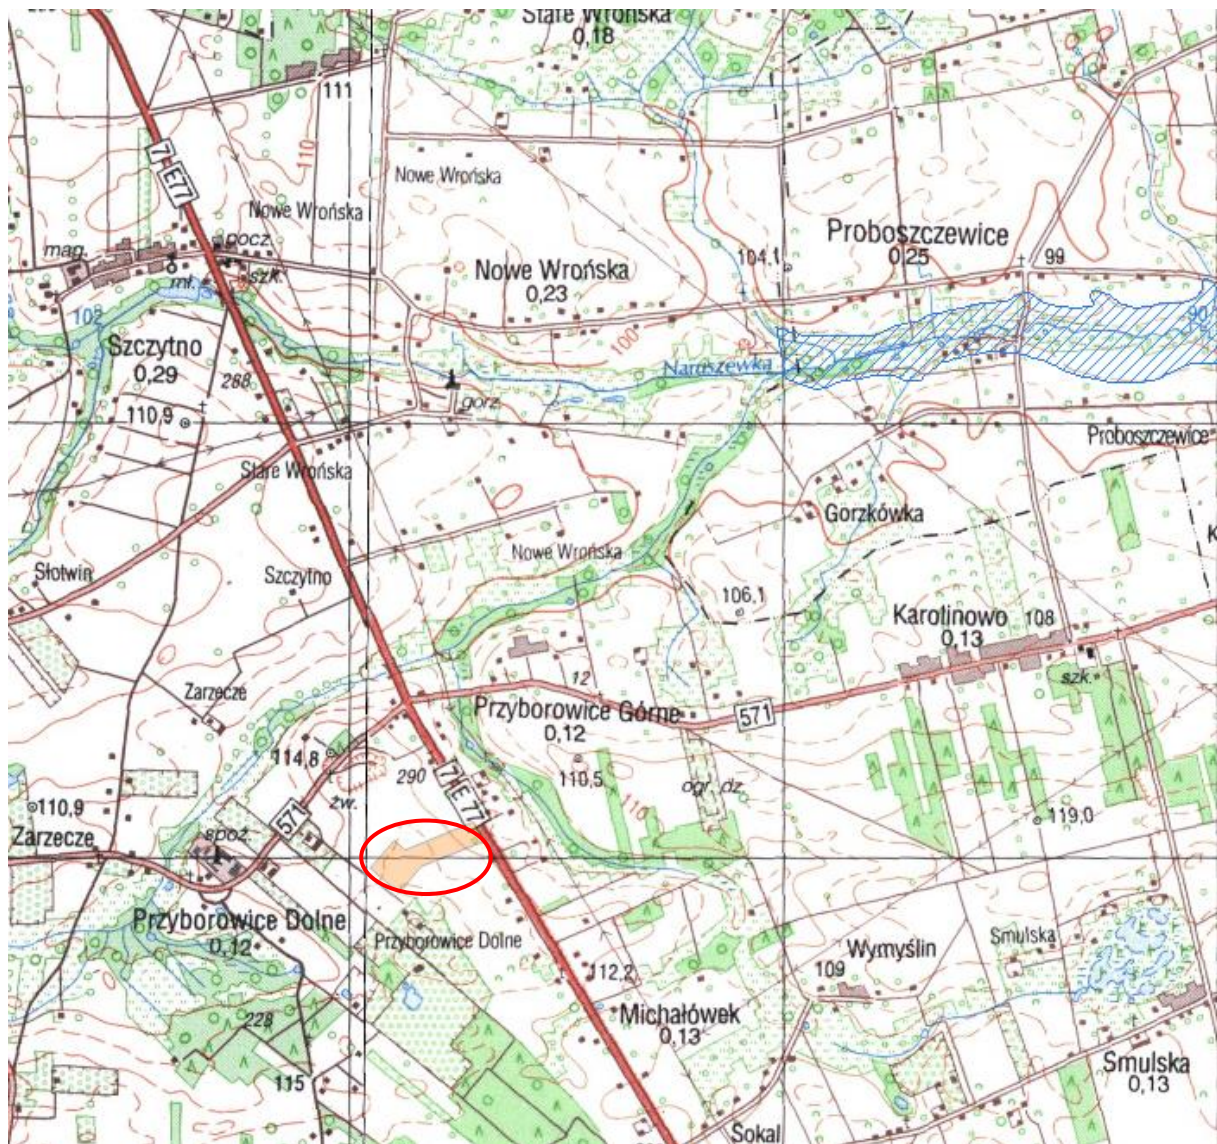 Stare Wrońska
0,18
111
110
7 E77
Nowe Wrońska
Nowe Wrońska
Proboszczewice
0,25
pocz.
mag.
szk.
mł.
104,1
99
Nowe Wrońska
0,23
102
90
100
Szczytno
0,29
288
Naruszewka
gorz.
110,9
Proboszczewice
Stare Wrońska
Gorzkówka
K
Nowe Wrońska
Słotwin
Szczytno
106,1
Karolinowo
0,13
108
szk.
Zarzecze
12
Przyborowice Górne
0,12
571
114,8
290
7 E 77
110,5
110
ogr. dz.
żw.
110,9
571
119,0
Zarzecze
spoż.
Przyborowice Dolne
0,12
Przyborowice Dolne
Wymyślin
Smulska
109
112,2
228
Michałówek
0,13
115
Smulska
0,13
Sokal